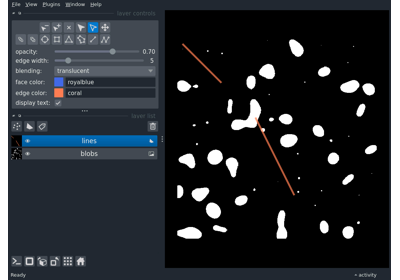 File View Plugins Window Help
layer controls
opacity: 0.70
edge width: 5
blending: translucent
face color: royalblue
edge color: coral
display text:
layer list
lines
blobs
Ready
activity